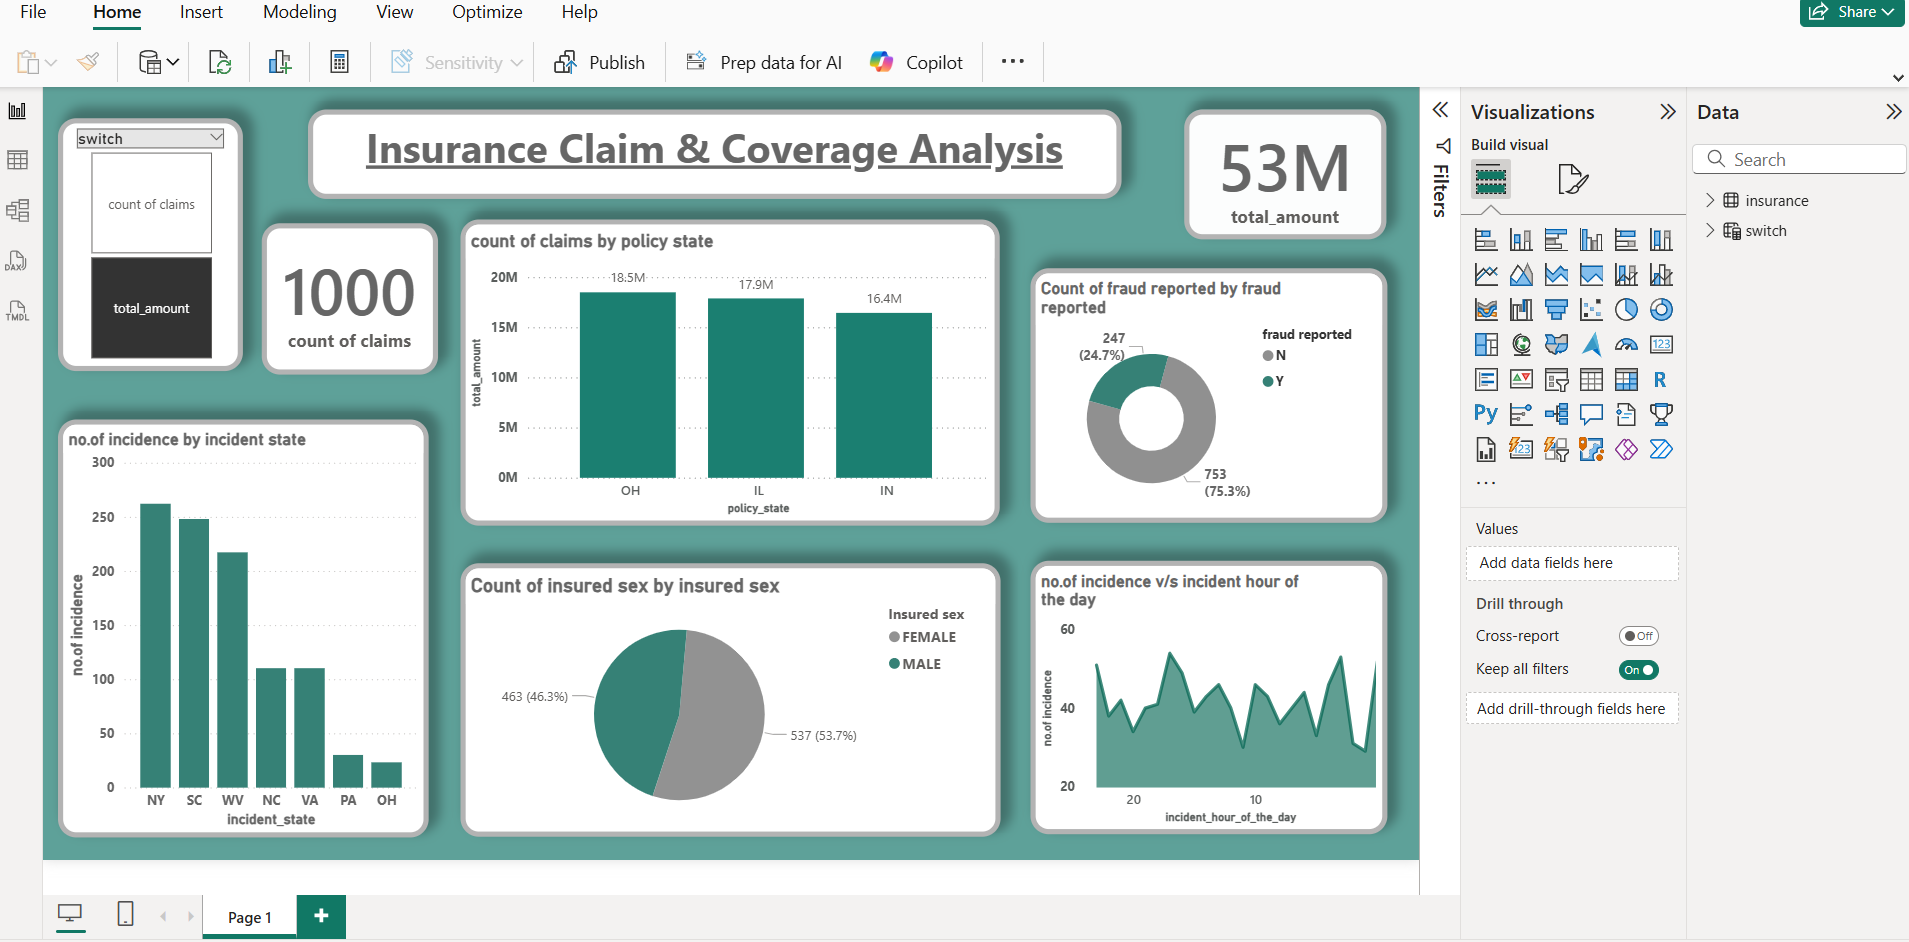 File
Home
Insert
Modeling
View
Optimize
Help
Share
Sensitivity
Publish
Prep data for AI
Copilot
switch
count of claims
total_amount
Insurance Claim & Coverage Analysis
53M
total_amount
1000
count of claims
count of claims by policy state
20M
15M
10M
5M
0M
total_amount
18.5M
17.9M
16.4M
OH
IL
IN
policy_state
Count of fraud reported by fraud
reported
247
(24.7%)
753
(75.3%)
fraud reported
N
Y
no.of incidence by incident state
300
250
200
150
100
50
0
no.of incidence
NY
SC
WV
NC
VA
PA
OH
incident_state
Count of insured sex by insured sex
463 (46.3%)
537 (53.7%)
Insured sex
FEMALE
MALE
no.of incidence v/s incident hour of
the day
60
40
20
no.of incidence
20
10
incident_hour_of_the_day
Filters
Visualizations
Build visual
123
R
Py
123
Values
Add data fields here
Drill through
Cross-report
Off
Keep all filters
On
Add drill-through fields here
Data
Search
insurance
switch
DAX
TMDL
Page 1